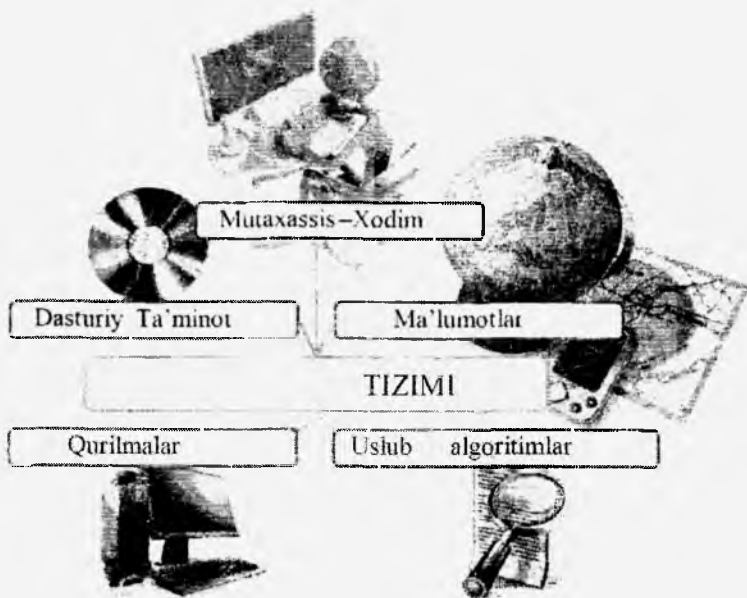 Mutaxassis–Xodim
Dasturiy Ta'minot
Ma'lumotlar
TIZIMI
Qurilmalar
Uslub algoritimlar